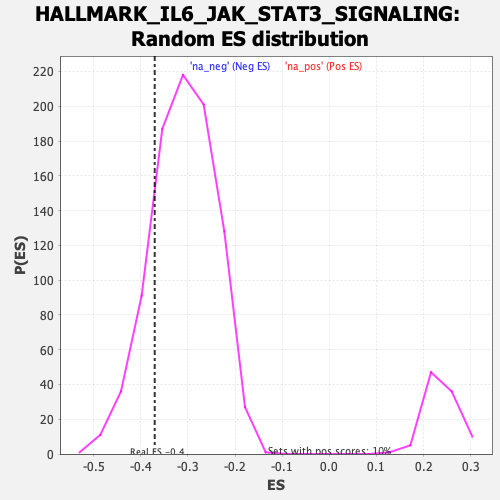 HALLMARK_IL6_JAK_STAT3_SIGNALING:
Random ES distribution
'na_neg' (Neg ES) 'na_pos' (Pos ES)
220
200
180
160
140
120
100
80
60
40
20
0
P(ES)
Real ES -0.4
Sets with pos scores: 10%
-0.5 -0.4 -0.3 -0.2 -0.1 0.0 0.1 0.2 0.3
ES